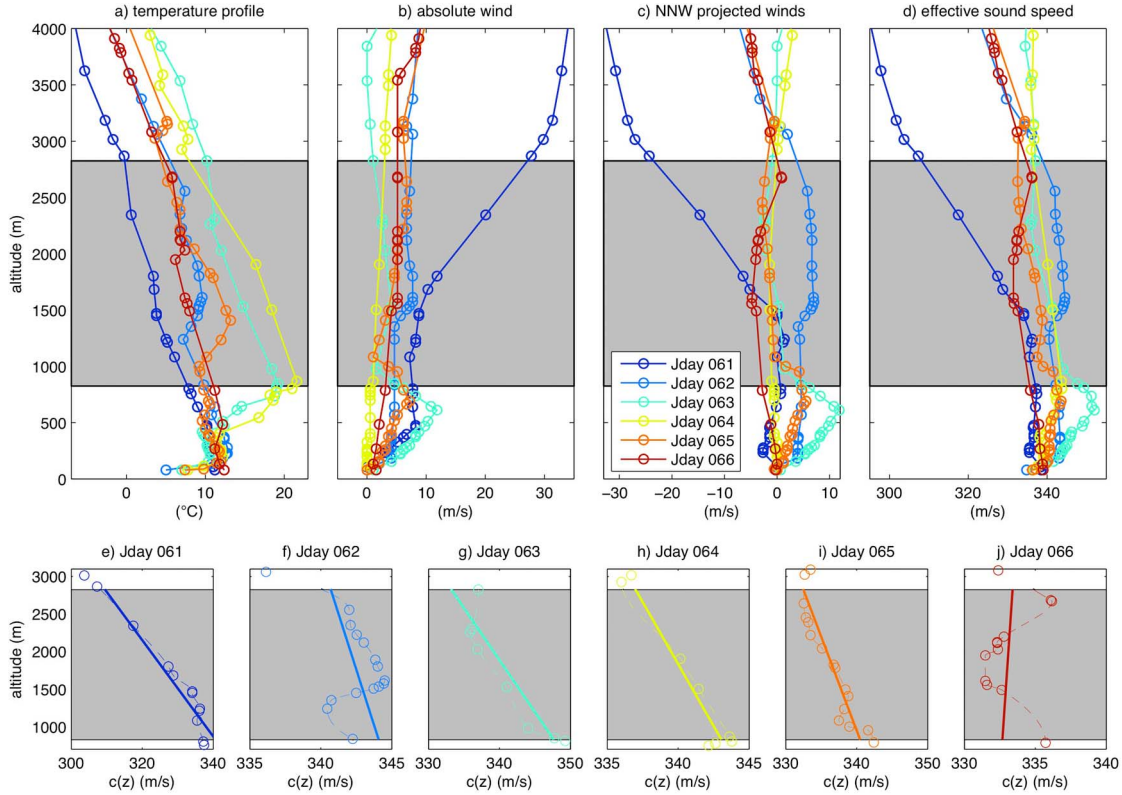 a) temperature profile b) absolute wind c) NNW projected winds d) effective sound speed
4000
3500
3000
2500
2000
1500
1000
500
0
altitude (m)
0 10 20
(°C)
0 10 20 30
(m/s)
−30 −20 −10 0 10
(m/s)
300 320 340
(m/s)
Jday 061
Jday 062
Jday 063
Jday 064
Jday 065
Jday 066
e) Jday 061 f) Jday 062 g) Jday 063 h) Jday 064 i) Jday 065 j) Jday 066
3000
2500
2000
1500
1000
altitude (m)
300 320 340
c(z) (m/s)
335 340 345
c(z) (m/s)
330 340 350
c(z) (m/s)
335 340 345
c(z) (m/s)
330 340 350
c(z) (m/s)
330 335 340
c(z) (m/s)